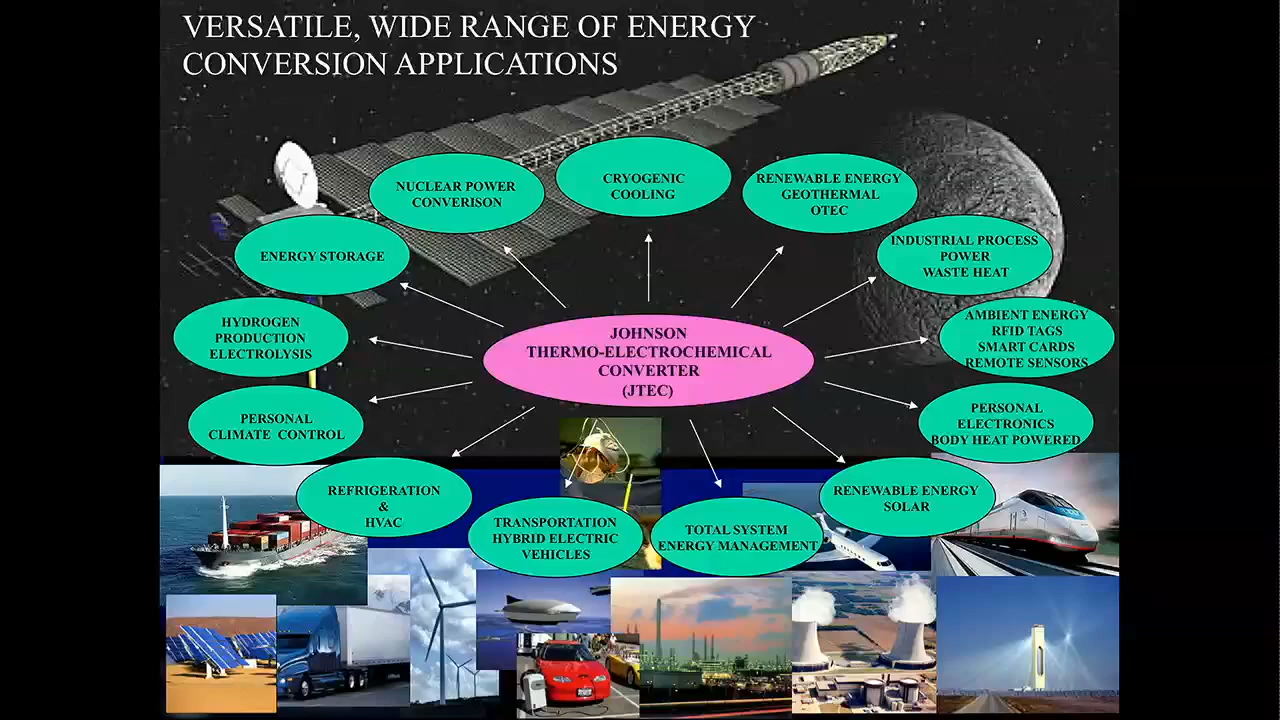 VERSATILE, WIDE RANGE OF ENERGY
CONVERSION APPLICATIONS
NUCLEAR POWER
CONVERISON
CRYOGENIC
COOLING
RENEWABLE ENERGY
GEOTHERMAL
OTEC
ENERGY STORAGE
INDUSTRIAL PROCESS
POWER
WASTE HEAT
HYDROGEN
PRODUCTION
ELECTROLYSIS
JOHNSON
THERMO-ELECTROCHEMICAL
CONVERTER
(JTEC)
AMBIENT ENERGY
RFID TAGS
SMART CARDS
REMOTE SENSORS
PERSONAL
CLIMATE CONTROL
PERSONAL
ELECTRONICS
BODY HEAT POWERED
REFRIGERATION
&
HVAC
TRANSPORTATION
HYBRID ELECTRIC
VEHICLES
TOTAL SYSTEM
ENERGY MANAGEMENT
RENEWABLE ENERGY
SOLAR